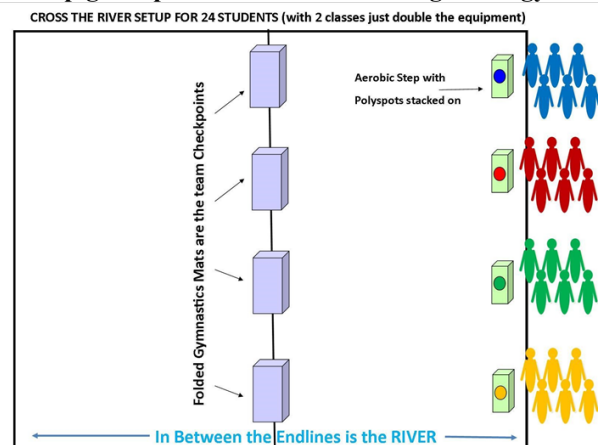 CROSS THE RIVER SETUP FOR 24 STUDENTS (with 2 classes just double the equipment)
Aerobic Step with
Polyspots stacked on
Folded Gymnastics Mats are the team Checkpoints
In Between the Endlines is the RIVER